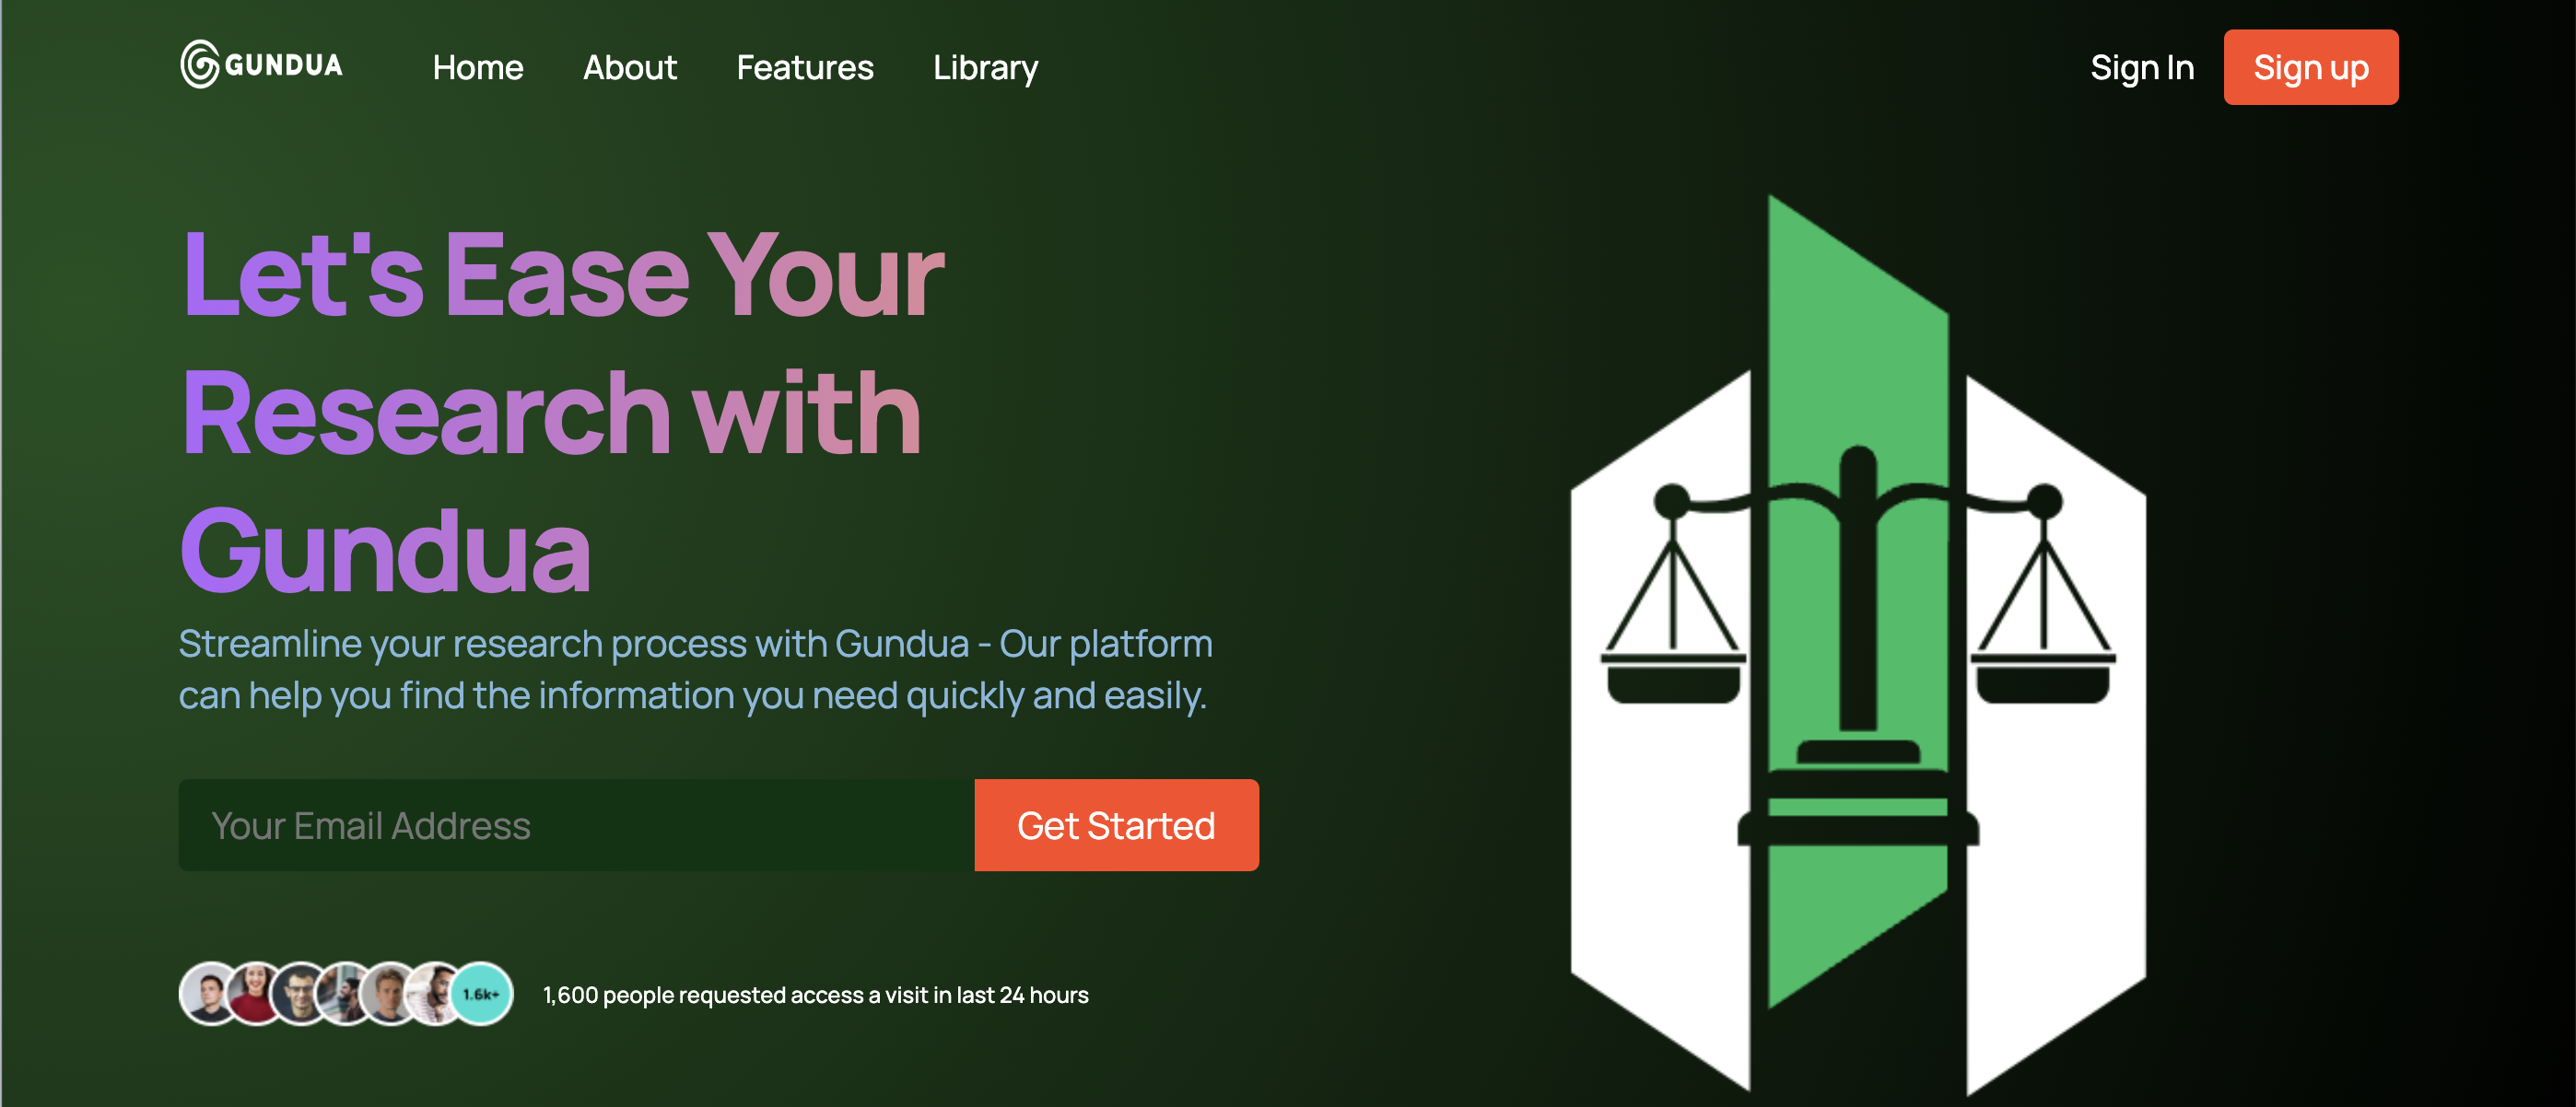 GUNDUA
Home
About
Features
Library
Sign In
Sign up
Let's Ease Your
Research with
Gundua
Streamline your research process with Gundua - Our platform
can help you find the information you need quickly and easily.
Your Email Address
Get Started
1.6k+
1,600 people requested access a visit in last 24 hours